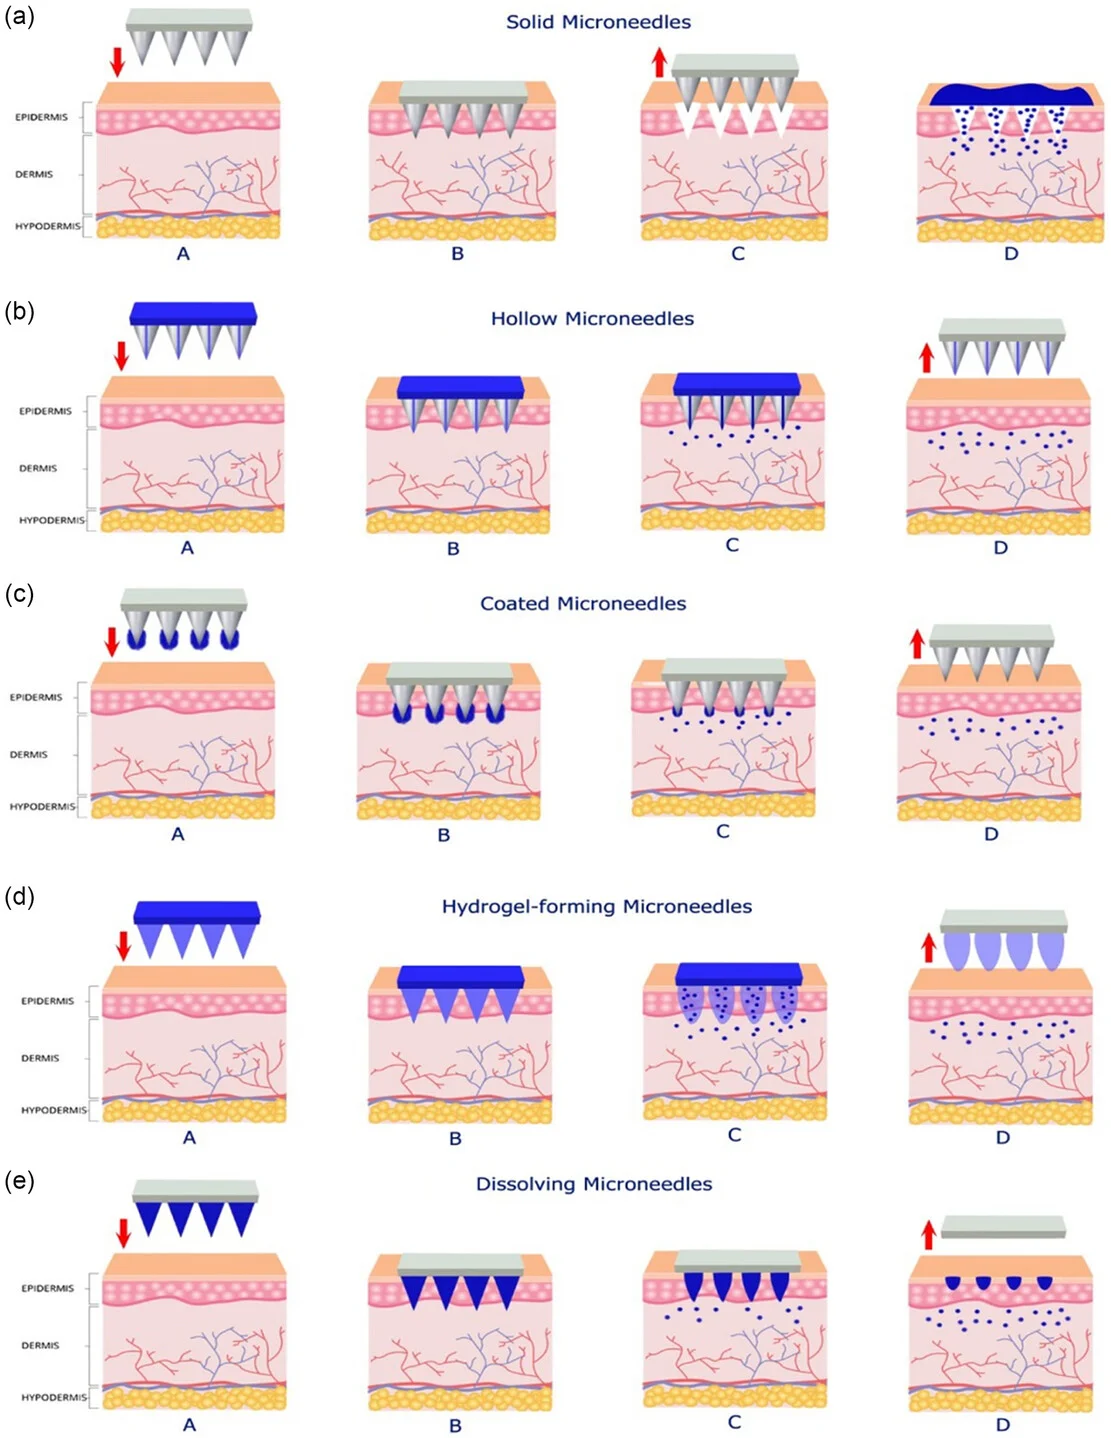 (a)
Solid Microneedles
EPIDERMIS
DERMIS
HYPODERMIS
A B C D
(b)
Hollow Microneedles
EPIDERMIS
DERMIS
HYPODERMIS
A B C D
(c)
Coated Microneedles
EPIDERMIS
DERMIS
HYPODERMIS
A B C D
(d)
Hydrogel-forming Microneedles
EPIDERMIS
DERMIS
HYPODERMIS
A B C D
(e)
Dissolving Microneedles
EPIDERMIS
DERMIS
HYPODERMIS
A B C D